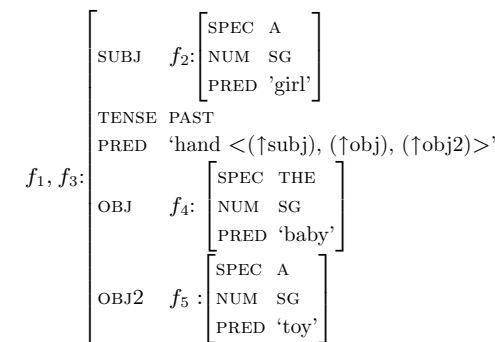 SPEC A
SUBJ f2: NUM SG
PRED 'girl'
TENSE PAST
PRED ‘hand <(↑subj), (↑obj), (↑obj2)>’
f1, f3:
SPEC THE
OBJ f4: NUM SG
PRED ‘baby’
SPEC A
OBJ2 f5 : NUM SG
PRED ‘toy’